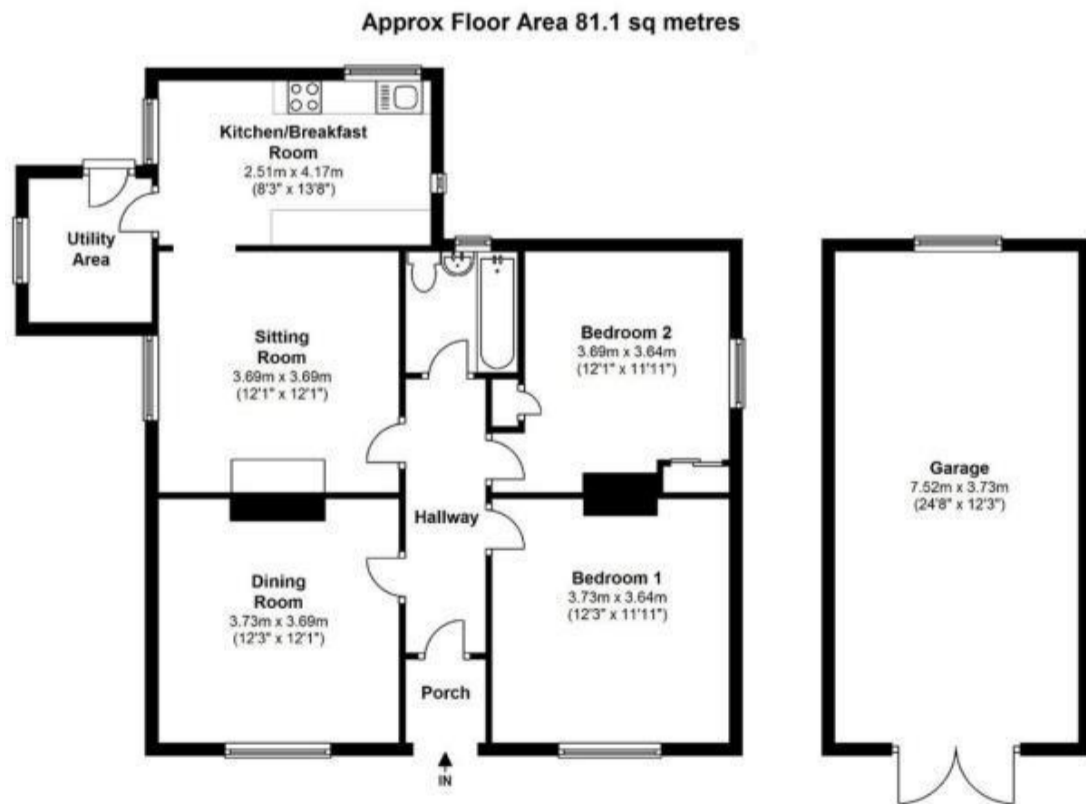 Approx Floor Area 81.1 sq metres
Kitchen/Breakfast
Room
2.51m x 4.17m
(8'3" x 13'8")
Utility
Area
Sitting
Room
3.69m x 3.69m
(12'1" x 12'1")
Bedroom 2
3.69m x 3.64m
(12'1" x 11'11")
Garage
7.52m x 3.73m
(24'8" x 12'3")
Hallway
Dining
Room
3.73m x 3.69m
(12'3" x 12'1")
Bedroom 1
3.73m x 3.64m
(12'3" x 11'11")
Porch
IN